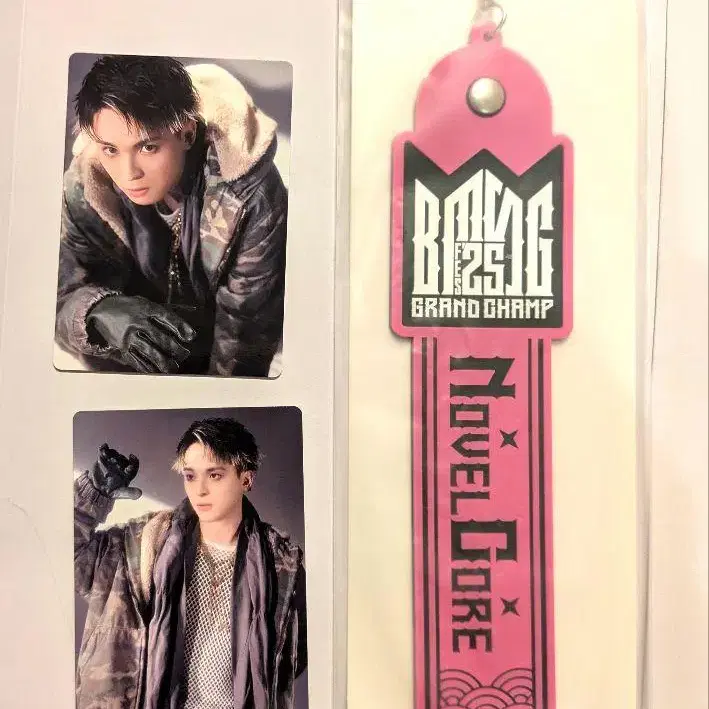 BMSG
FES
'25
GRAND CHAMP
NOVEL CORE